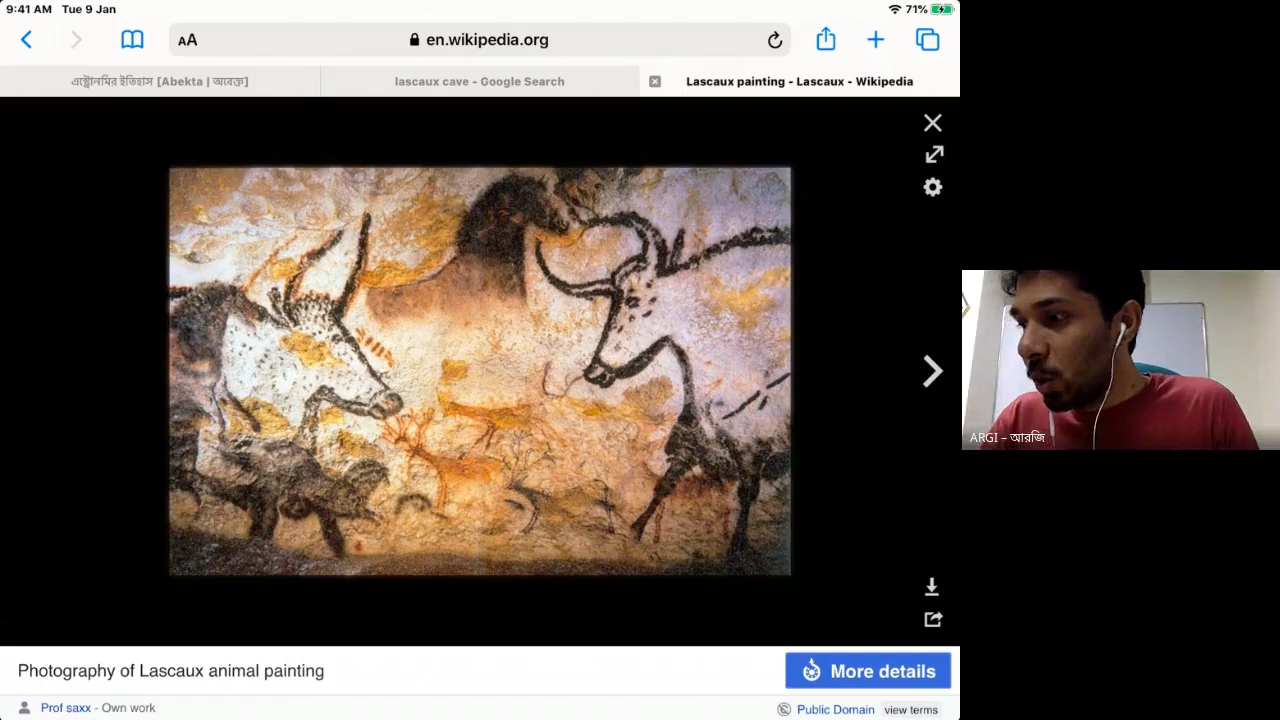 9:41 AM Tue 9 Jan
71%
AA
en.wikipedia.org
এস্ট্রোনমির ইতিহাস [Abekta | অবেক্তা]
lascaux cave - Google Search
Lascaux painting - Lascaux - Wikipedia
ARGI – আরজি
Photography of Lascaux animal painting
More details
Prof saxx - Own work
Public Domain view terms